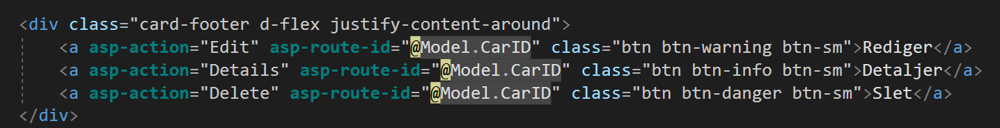 <div class="card-footer d-flex justify-content-around">
    <a asp-action="Edit" asp-route-id="@Model.CarID" class="btn btn-warning btn-sm">Rediger</a>
    <a asp-action="Details" asp-route-id="@Model.CarID" class="btn btn-info btn-sm">Detaljer</a>
    <a asp-action="Delete" asp-route-id="@Model.CarID" class="btn btn-danger btn-sm">Slet</a>
</div>